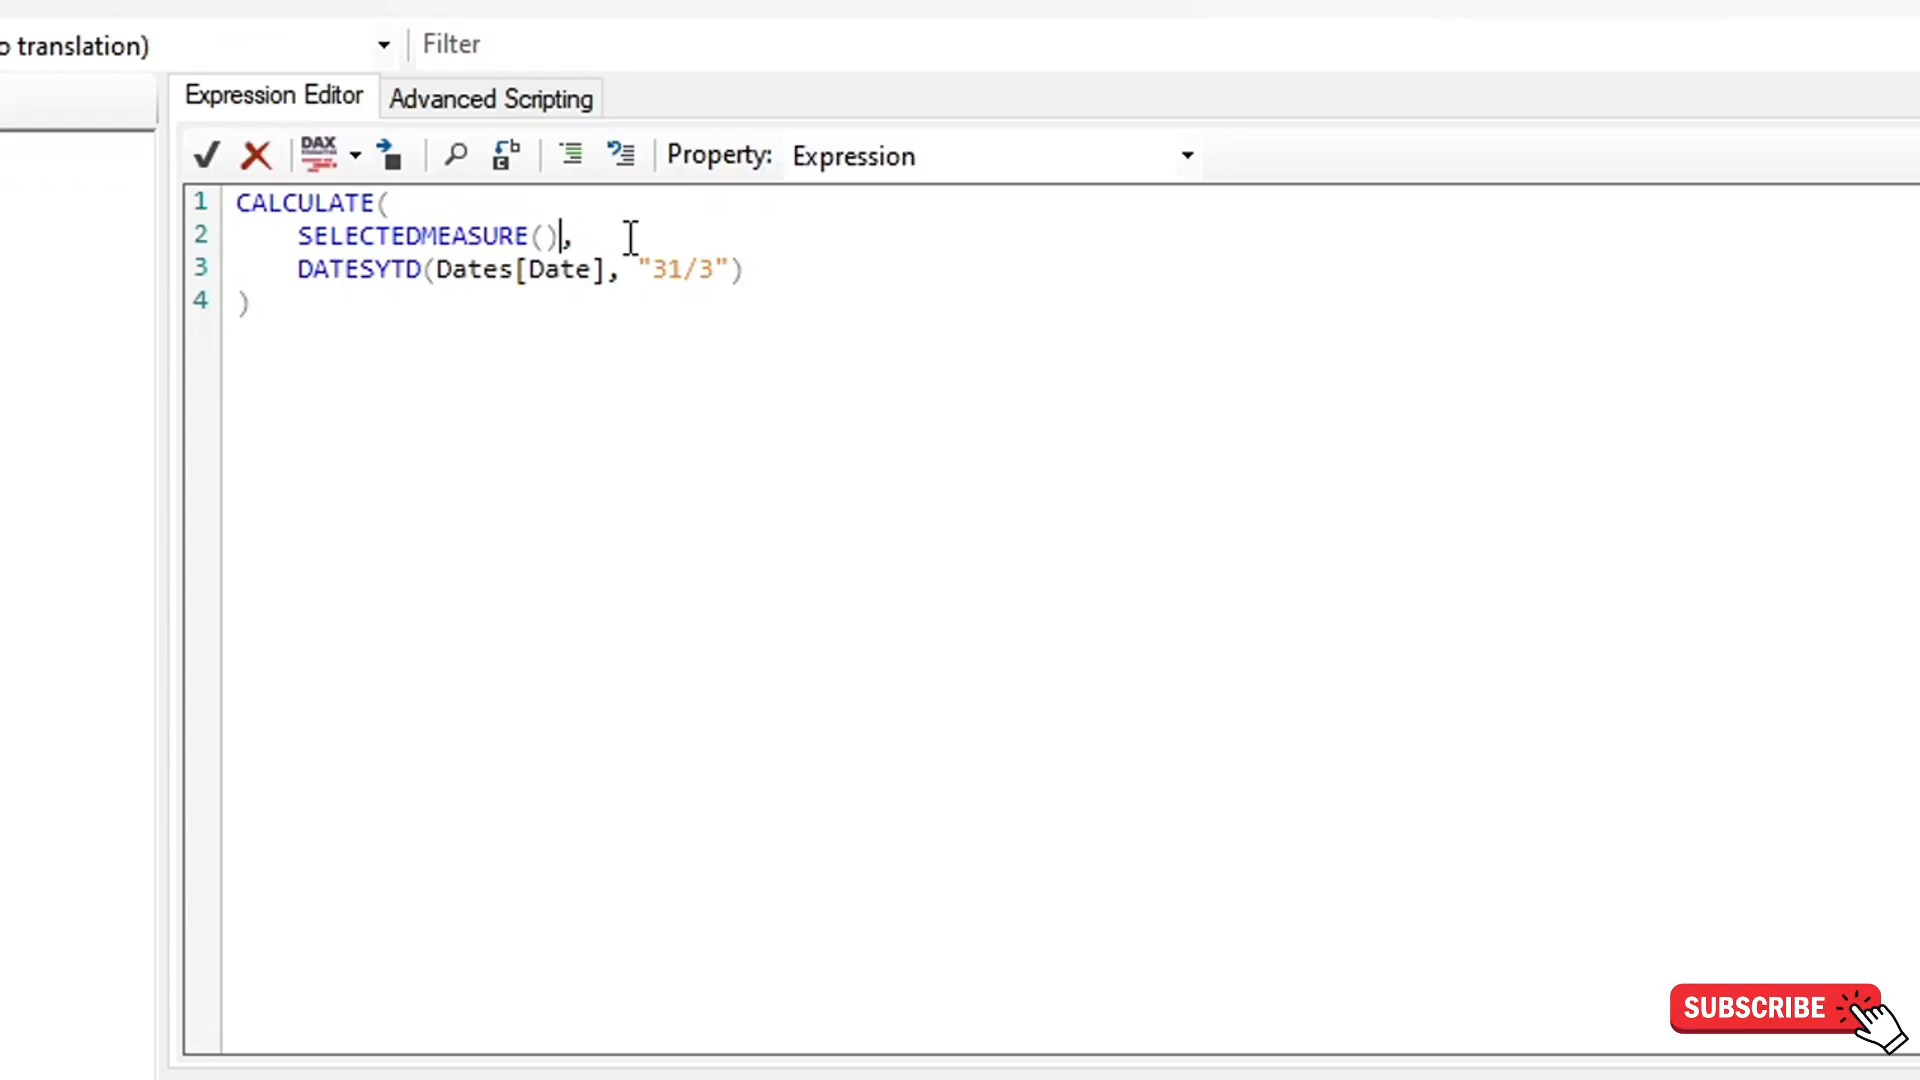 o translation)
Filter
Expression Editor
Advanced Scripting
DAX
Property: Expression
1 CALCULATE(
2 SELECTEDMEASURE(),
3 DATESYTD(Dates[Date], "31/3")
4 )
SUBSCRIBE